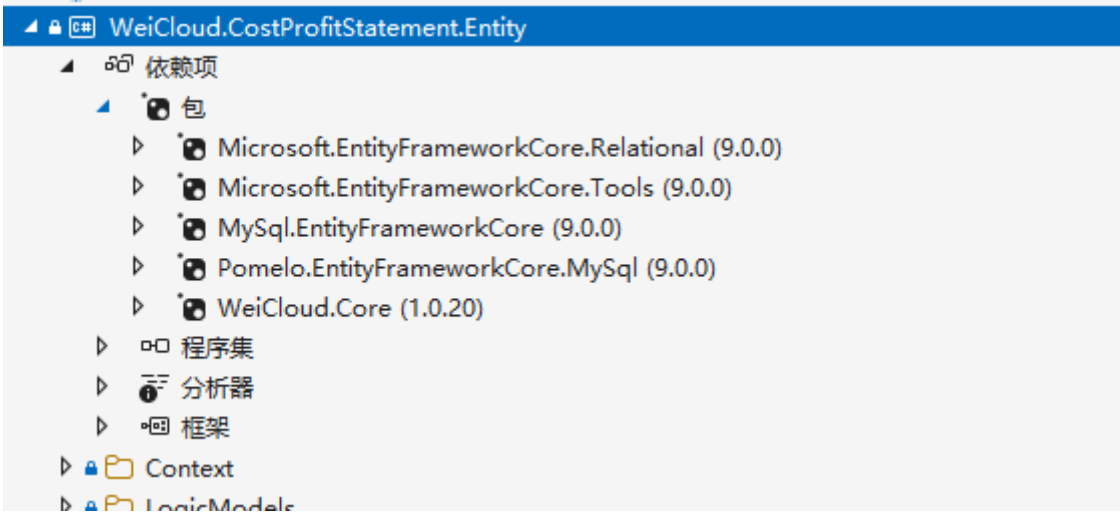 WeiCloud.CostProfitStatement.Entity
依赖项
包
Microsoft.EntityFrameworkCore.Relational (9.0.0)
Microsoft.EntityFrameworkCore.Tools (9.0.0)
MySql.EntityFrameworkCore (9.0.0)
Pomelo.EntityFrameworkCore.MySql (9.0.0)
WeiCloud.Core (1.0.20)
程序集
分析器
框架
Context
LogicModels